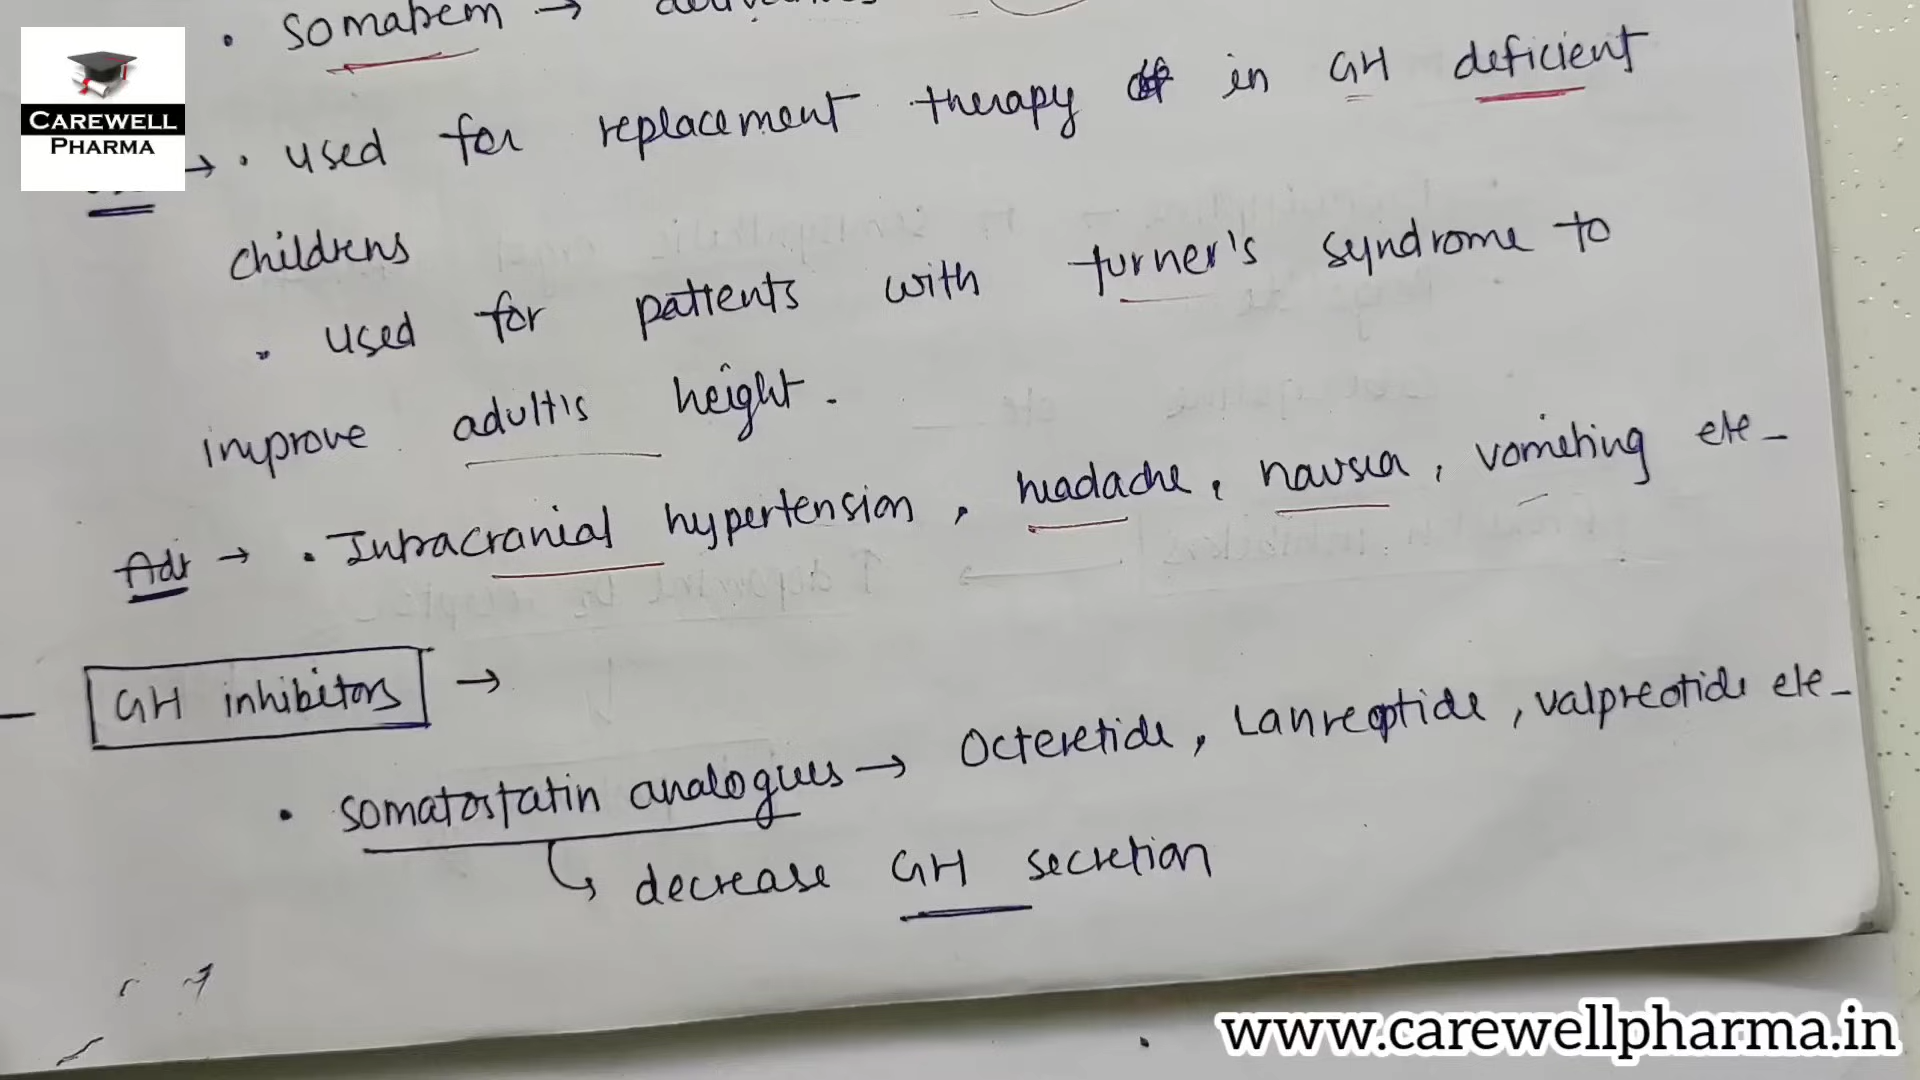 • somatrem →
CAREWELL
PHARMA
→ • used for replacement therapy in GH deficient
childrens
• used for patients with turner's syndrome to
improve adult's height.
Adr → • Intracranial hypertension, headache, nausea, vometing etc-
GH inhibitors →
• somatostatin analogues → Octeretide, Lanreotide, valpreotide etc-
decrease GH secretion
www.carewellpharma.in